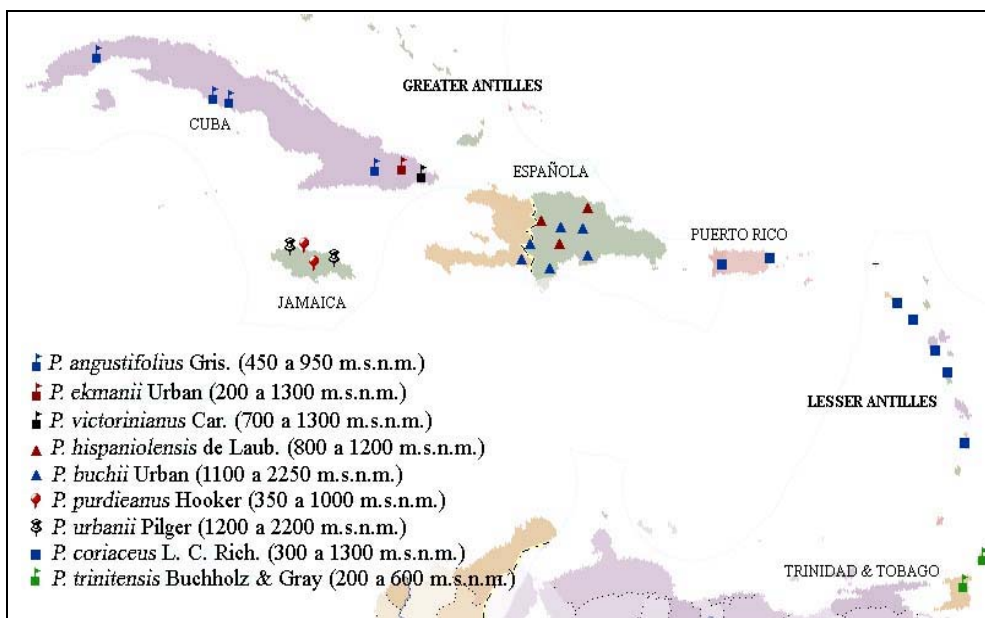 GREATER ANTILLES
CUBA
ESPAÑOLA
PUERTO RICO
JAMAICA
P. angustifolius Gris. (450 a 950 m.s.n.m.)
P. ekmanii Urban (200 a 1300 m.s.n.m.)
P. victorinianus Car. (700 a 1300 m.s.n.m.)
P. hispaniolensis de Laub. (800 a 1200 m.s.n.m.)
P. buchii Urban (1100 a 2250 m.s.n.m.)
P. purdieanus Hooker (350 a 1000 m.s.n.m.)
P. urbanii Pilger (1200 a 2200 m.s.n.m.)
P. coriaceus L. C. Rich. (300 a 1300 m.s.n.m.)
P. trinitensis Buchholz & Gray (200 a 600 m.s.n.m.)
LESSER ANTILLES
TRINIDAD & TOBAGO